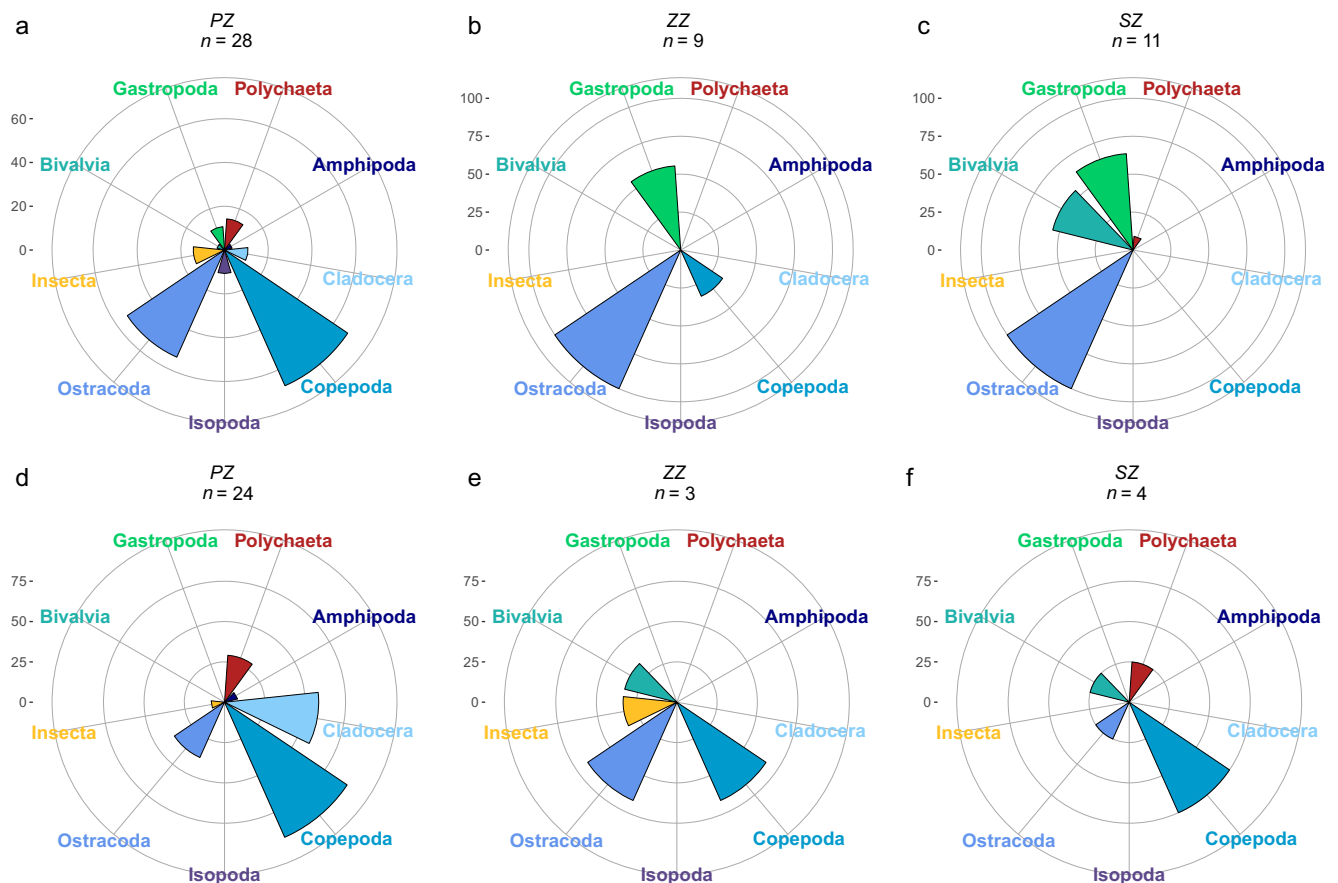 a
PZ
n = 28
Gastropoda Polychaeta
60
40
Bivalvia
Amphipoda
20
0
Insecta
Cladocera
Ostracoda
Copepoda
Isopoda
b
ZZ
n = 9
Gastropoda Polychaeta
100
75
Bivalvia
Amphipoda
50
25
0
Insecta
Cladocera
Ostracoda
Copepoda
Isopoda
c
SZ
n = 11
Gastropoda Polychaeta
100
75
Bivalvia
Amphipoda
50
25
0
Insecta
Cladocera
Ostracoda
Copepoda
Isopoda
d
PZ
n = 24
Gastropoda Polychaeta
75
50
Bivalvia
Amphipoda
25
0
Insecta
Cladocera
Ostracoda
Copepoda
Isopoda
e
ZZ
n = 3
Gastropoda Polychaeta
75
50
Bivalvia
Amphipoda
25
0
Insecta
Cladocera
Ostracoda
Copepoda
Isopoda
f
SZ
n = 4
Gastropoda Polychaeta
75
50
Bivalvia
Amphipoda
25
0
Insecta
Cladocera
Ostracoda
Copepoda
Isopoda